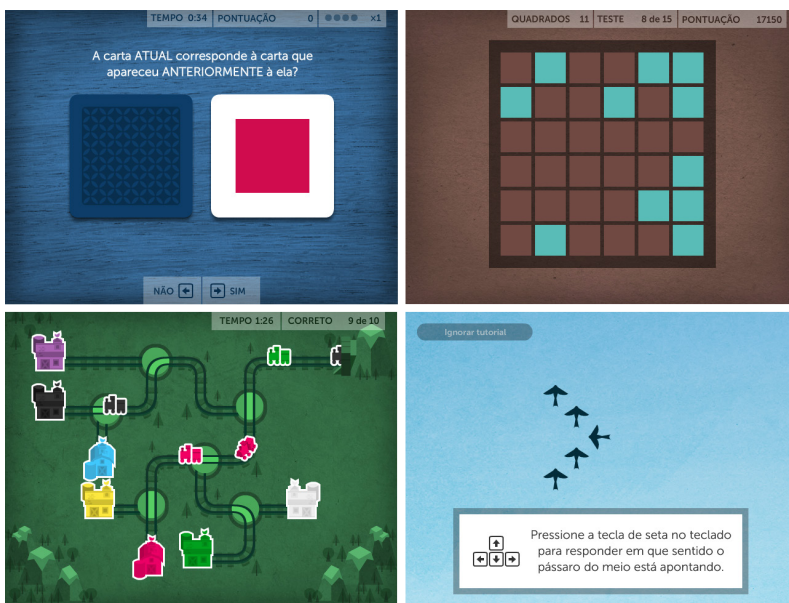 TEMPO 0:34 PONTUAÇÃO 0 x1
A carta ATUAL corresponde à carta que
apareceu ANTERIORMENTE à ela?
NÃO SIM
QUADRADOS 11 TESTE 8 de 15 PONTUAÇÃO 17150
TEMPO 1:26 CORRETO 9 de 10
Ignorar tutorial
Pressione a tecla de seta no teclado
para responder em que sentido o
pássaro do meio está apontando.